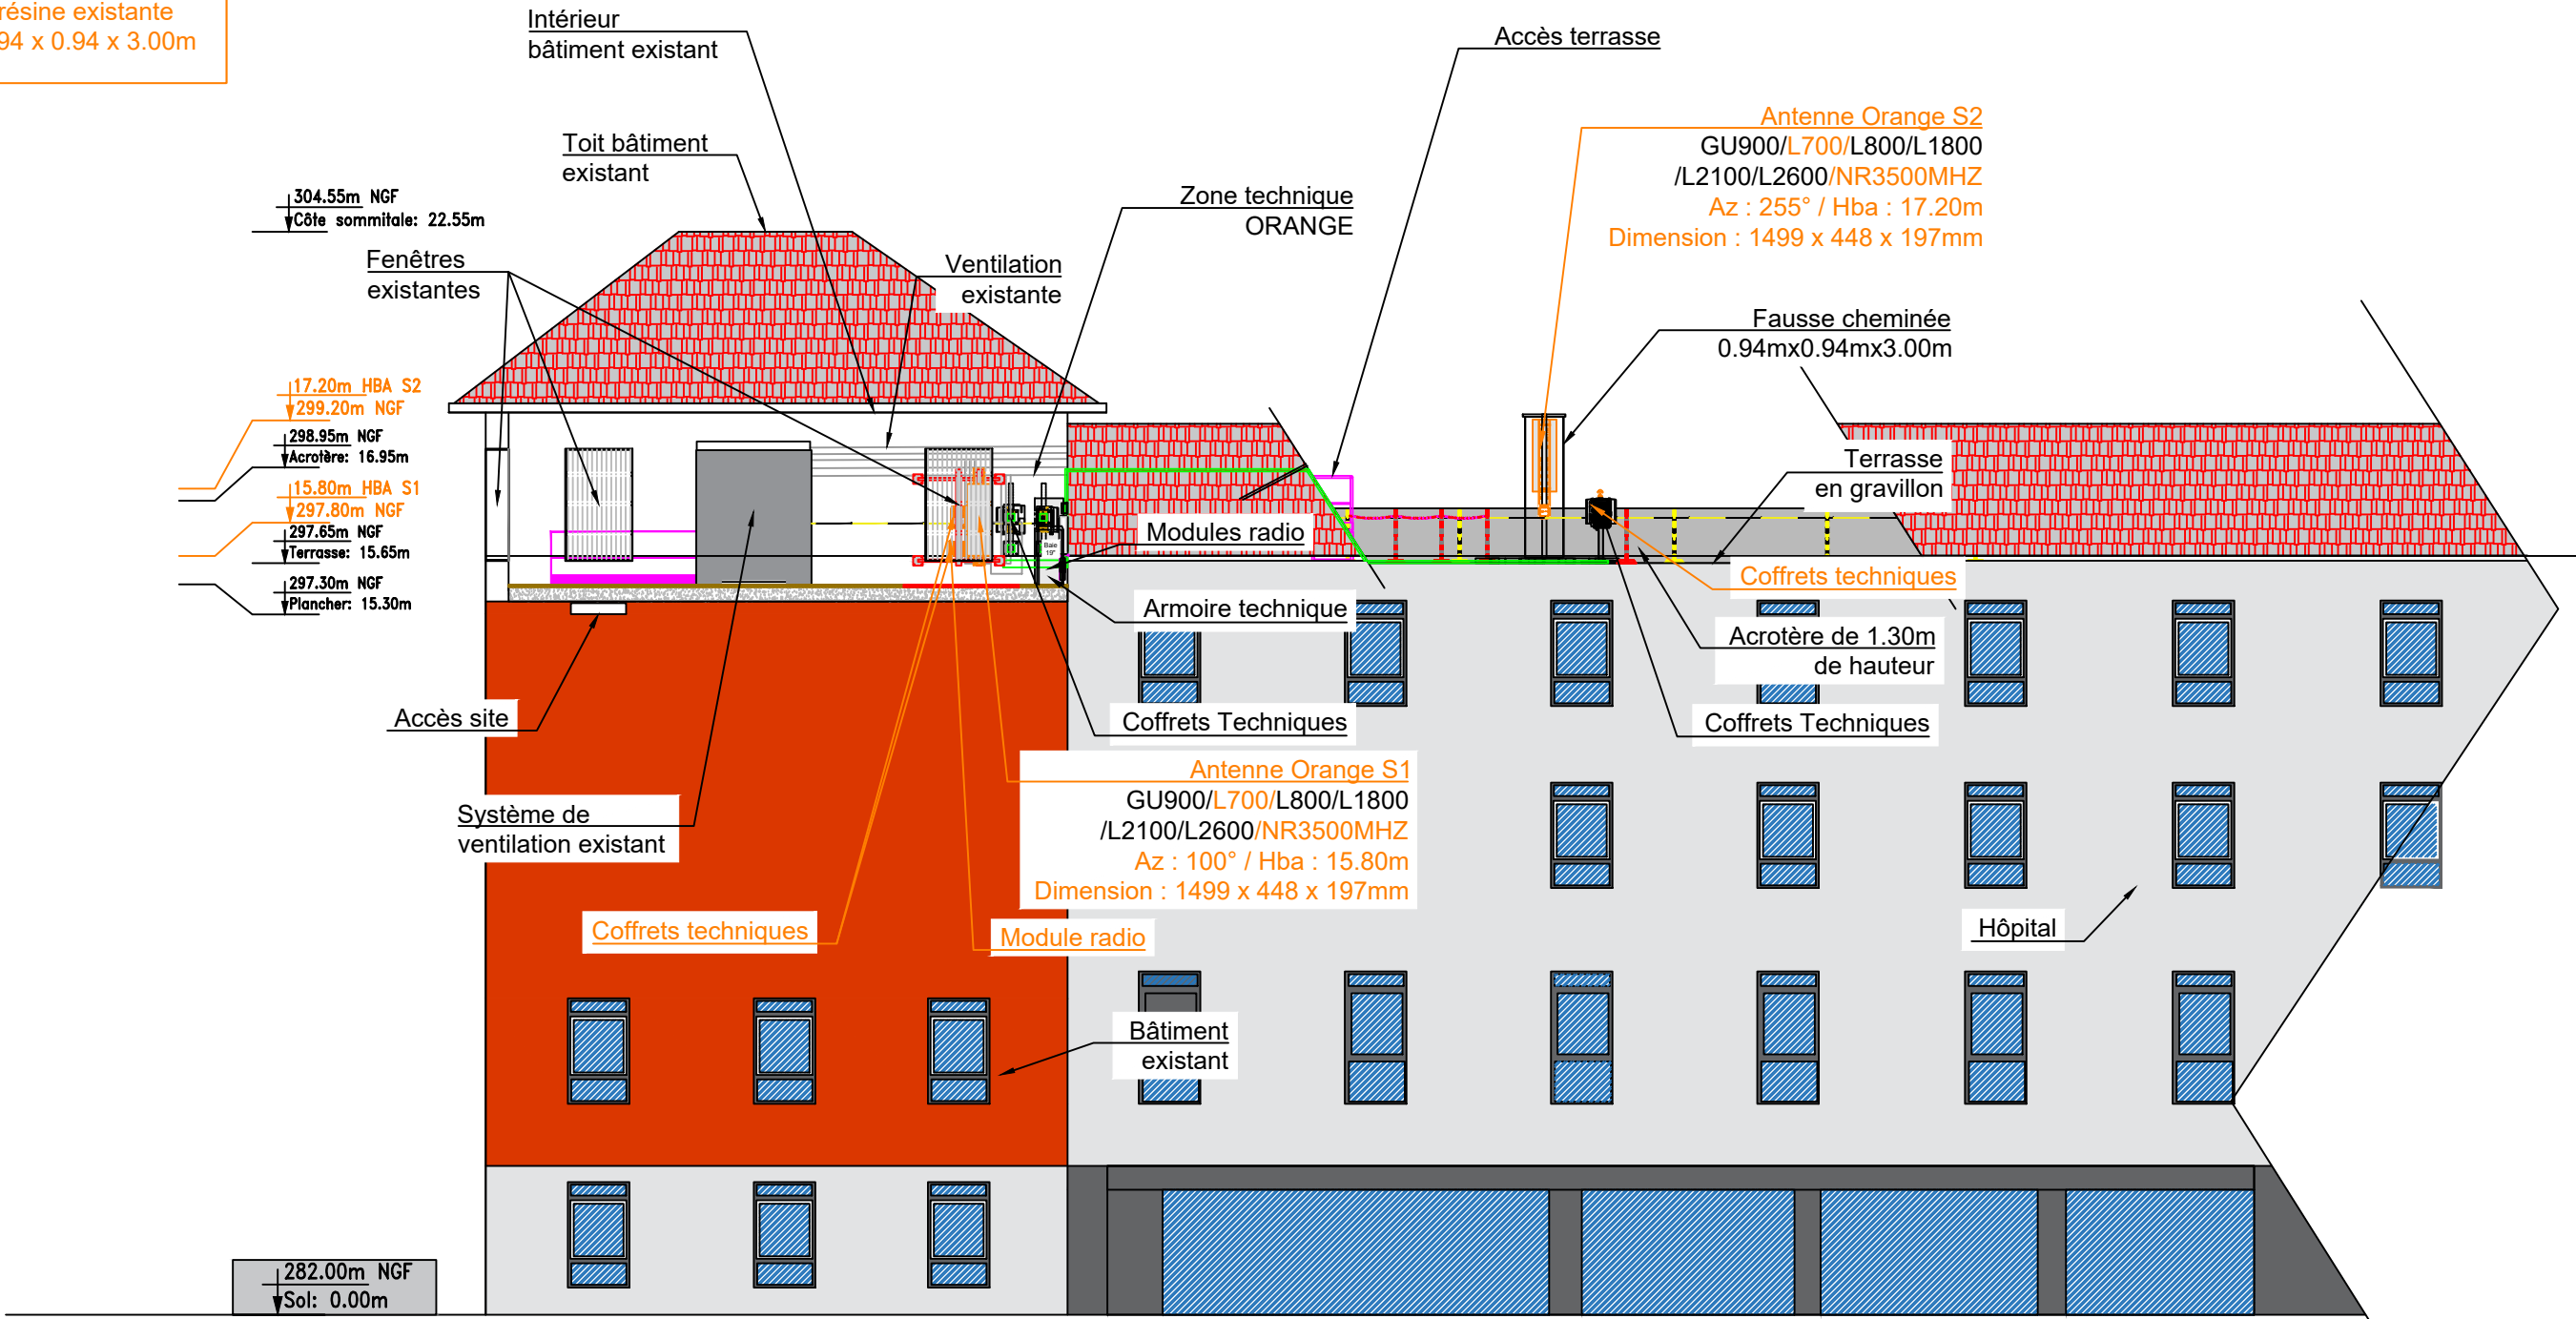 résine existante
94 x 0.94 x 3.00m
Intérieur
bâtiment existant
Accès terrasse
Antenne Orange S2
GU900/L700/L800/L1800
/L2100/L2600/NR3500MHZ
Az : 255° / Hba : 17.20m
Dimension : 1499 x 448 x 197mm
Toit bâtiment
existant
Zone technique
ORANGE
304.55m NGF
Côte sommitale: 22.55m
Fenêtres
existantes
Ventilation
existante
Fausse cheminée
0.94mx0.94mx3.00m
17.20m HBA S2
299.20m NGF
298.95m NGF
Acrotère: 16.95m
15.80m HBA S1
297.80m NGF
297.65m NGF
Terrasse: 15.65m
297.30m NGF
Plancher: 15.30m
Terrasse
en gravillon
Modules radio
Baie
19"
Coffrets techniques
Armoire technique
Acrotère de 1.30m
de hauteur
Accès site
Coffrets Techniques
Coffrets Techniques
Antenne Orange S1
GU900/L700/L800/L1800
/L2100/L2600/NR3500MHZ
Az : 100° / Hba : 15.80m
Dimension : 1499 x 448 x 197mm
Système de
ventilation existant
Coffrets techniques
Module radio
Hôpital
Bâtiment
existant
282.00m NGF
Sol: 0.00m